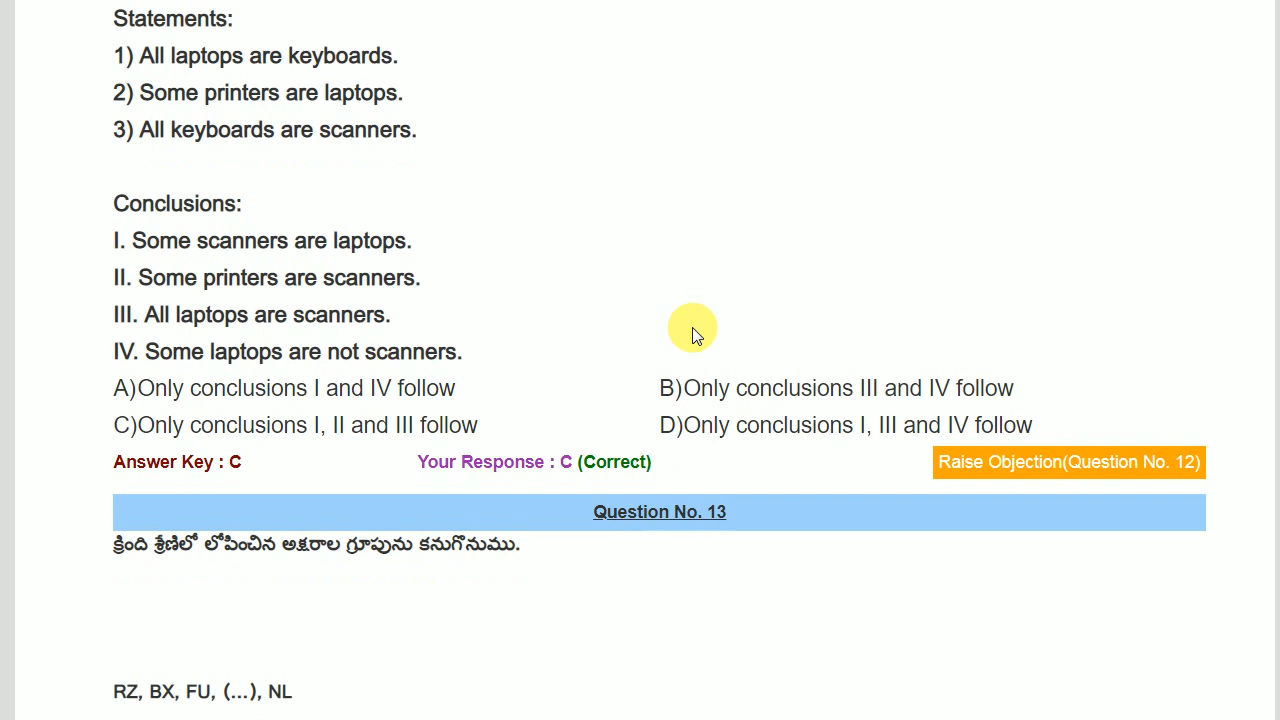 Statements:
1) All laptops are keyboards.
2) Some printers are laptops.
3) All keyboards are scanners.
Conclusions:
I. Some scanners are laptops.
II. Some printers are scanners.
III. All laptops are scanners.
IV. Some laptops are not scanners.
A)Only conclusions I and IV follow B)Only conclusions III and IV follow
C)Only conclusions I, II and III follow D)Only conclusions I, III and IV follow
Answer Key : C Your Response : C (Correct) Raise Objection(Question No. 12)
Question No. 13
క్రింది శ్రేణిలో లోపించిన అక్షరాల గ్రూపును కనుగొనుము.
RZ, BX, FU, (...), NL